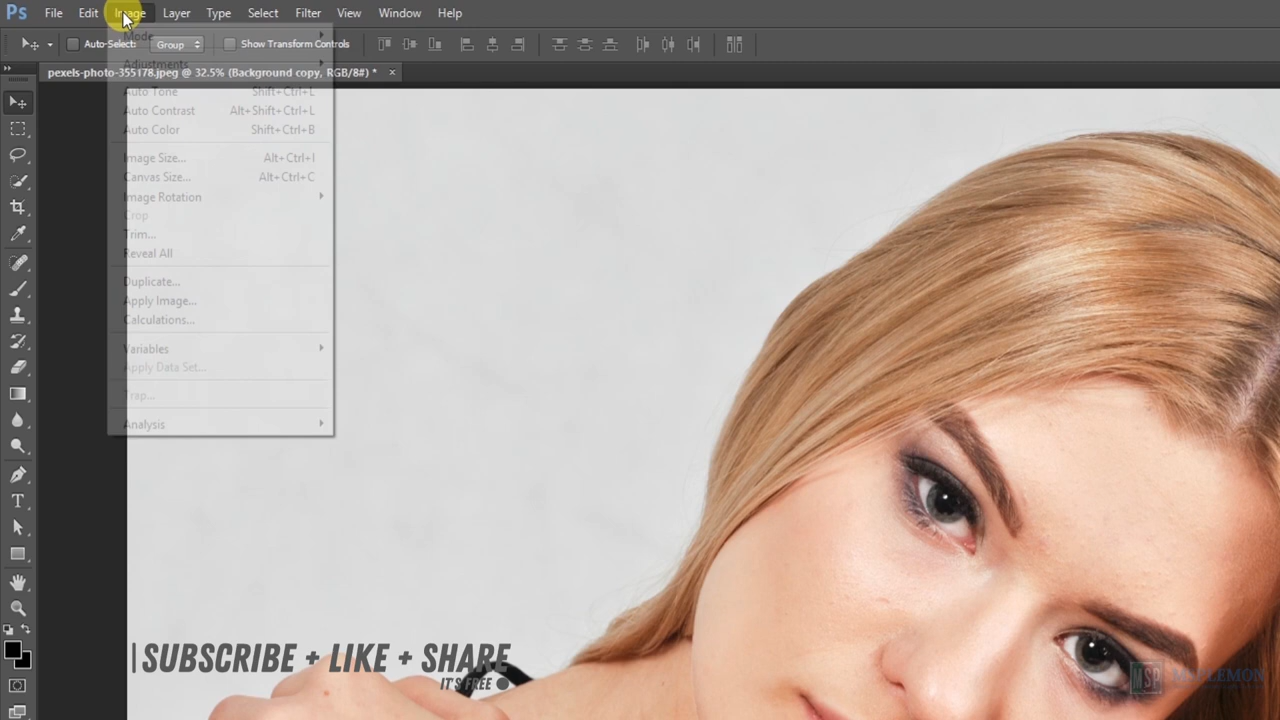 Ps File Edit Image Layer Type Select Filter View Window Help
Auto-Select: Group Show Transform Controls
pexels-photo-355178.jpeg @ 32.5% (Background copy, RGB/8#) * ×
Mode
Adjustments
Auto Tone Shift+Ctrl+L
Auto Contrast Alt+Shift+Ctrl+L
Auto Color Shift+Ctrl+B
Image Size... Alt+Ctrl+I
Canvas Size... Alt+Ctrl+C
Image Rotation
Crop
Trim...
Reveal All
Duplicate...
Apply Image...
Calculations...
Variables
Apply Data Set...
Trap...
Analysis
|SUBSCRIBE + LIKE + SHARE
IT'S FREE
MSP